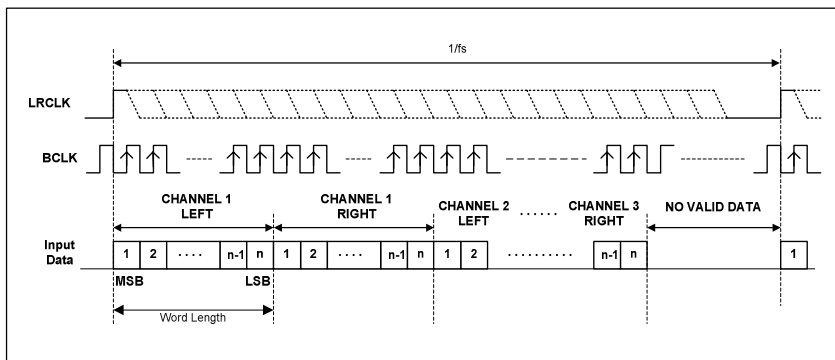 1/fs
LRCLK
BCLK
CHANNEL 1
LEFT
CHANNEL 1
RIGHT
CHANNEL 2
LEFT
CHANNEL 3
RIGHT
NO VALID DATA
Input
Data
1 2 n-1 n 1 2 n-1 n 1 2 n-1 n 1
MSB LSB
Word Length